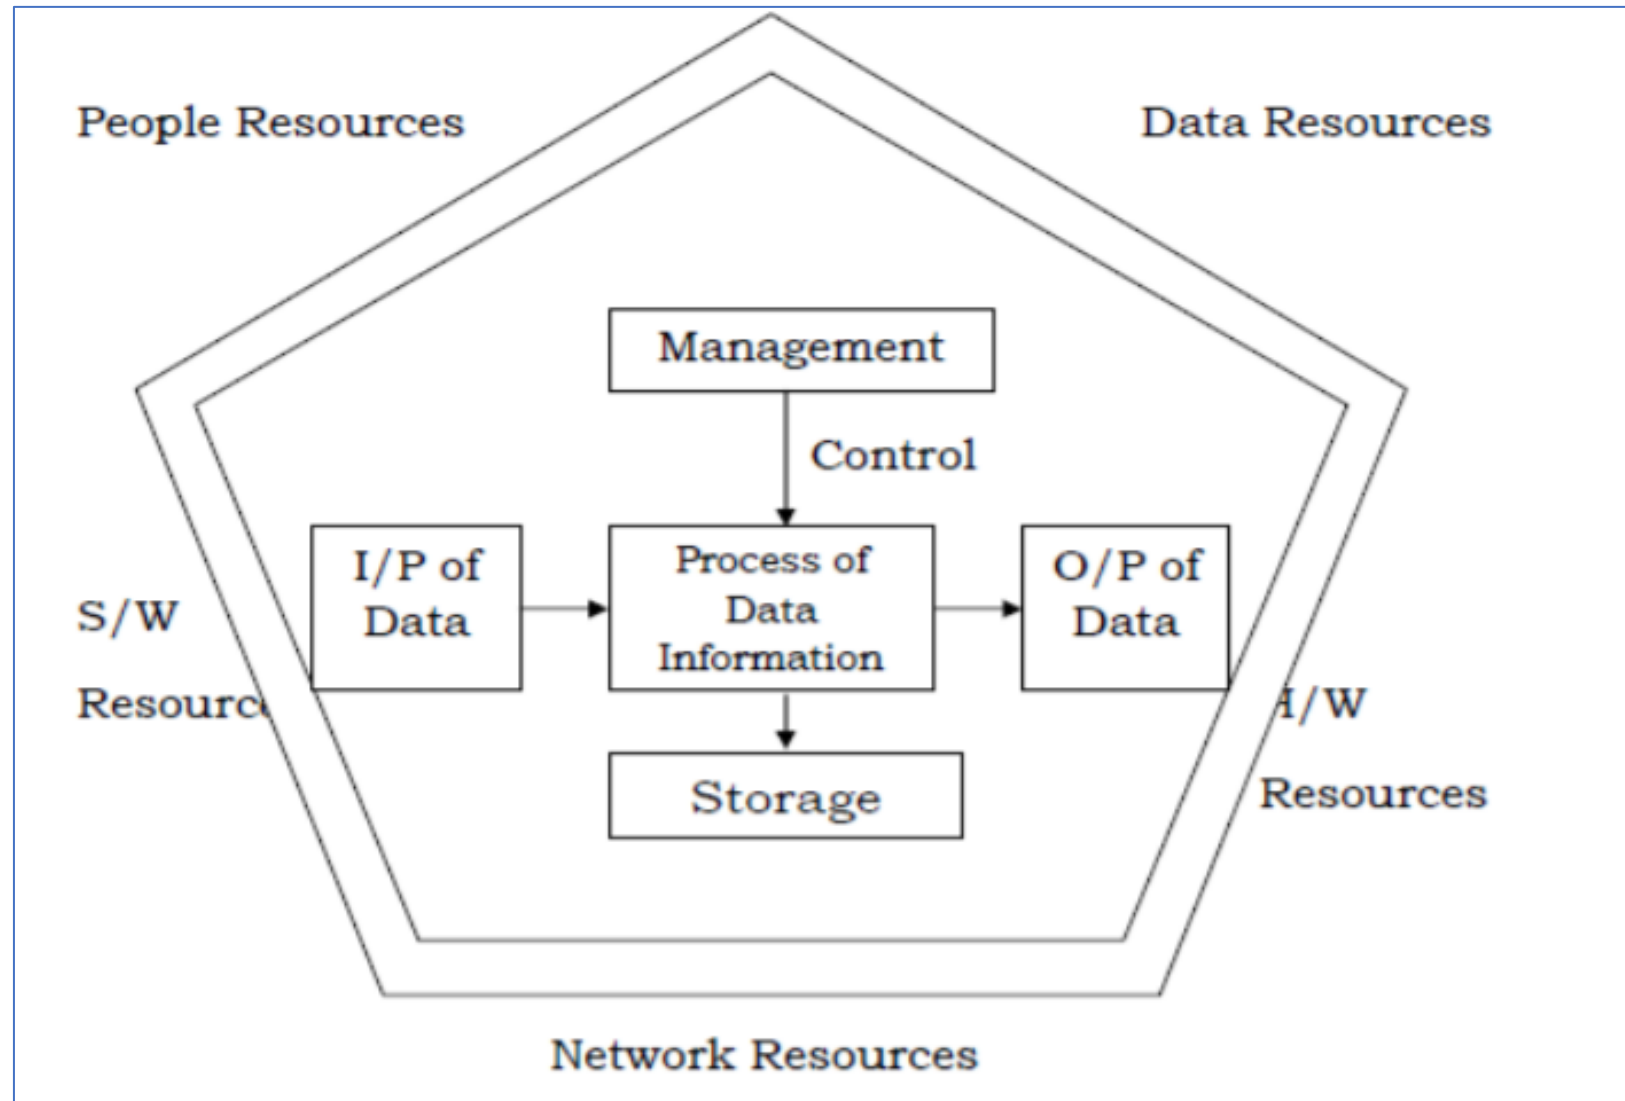 People Resources
Data Resources
Management
Control
I/P of
Data
Process of
Data
Information
O/P of
Data
S/W
Resourc
H/W
Resources
Storage
Network Resources